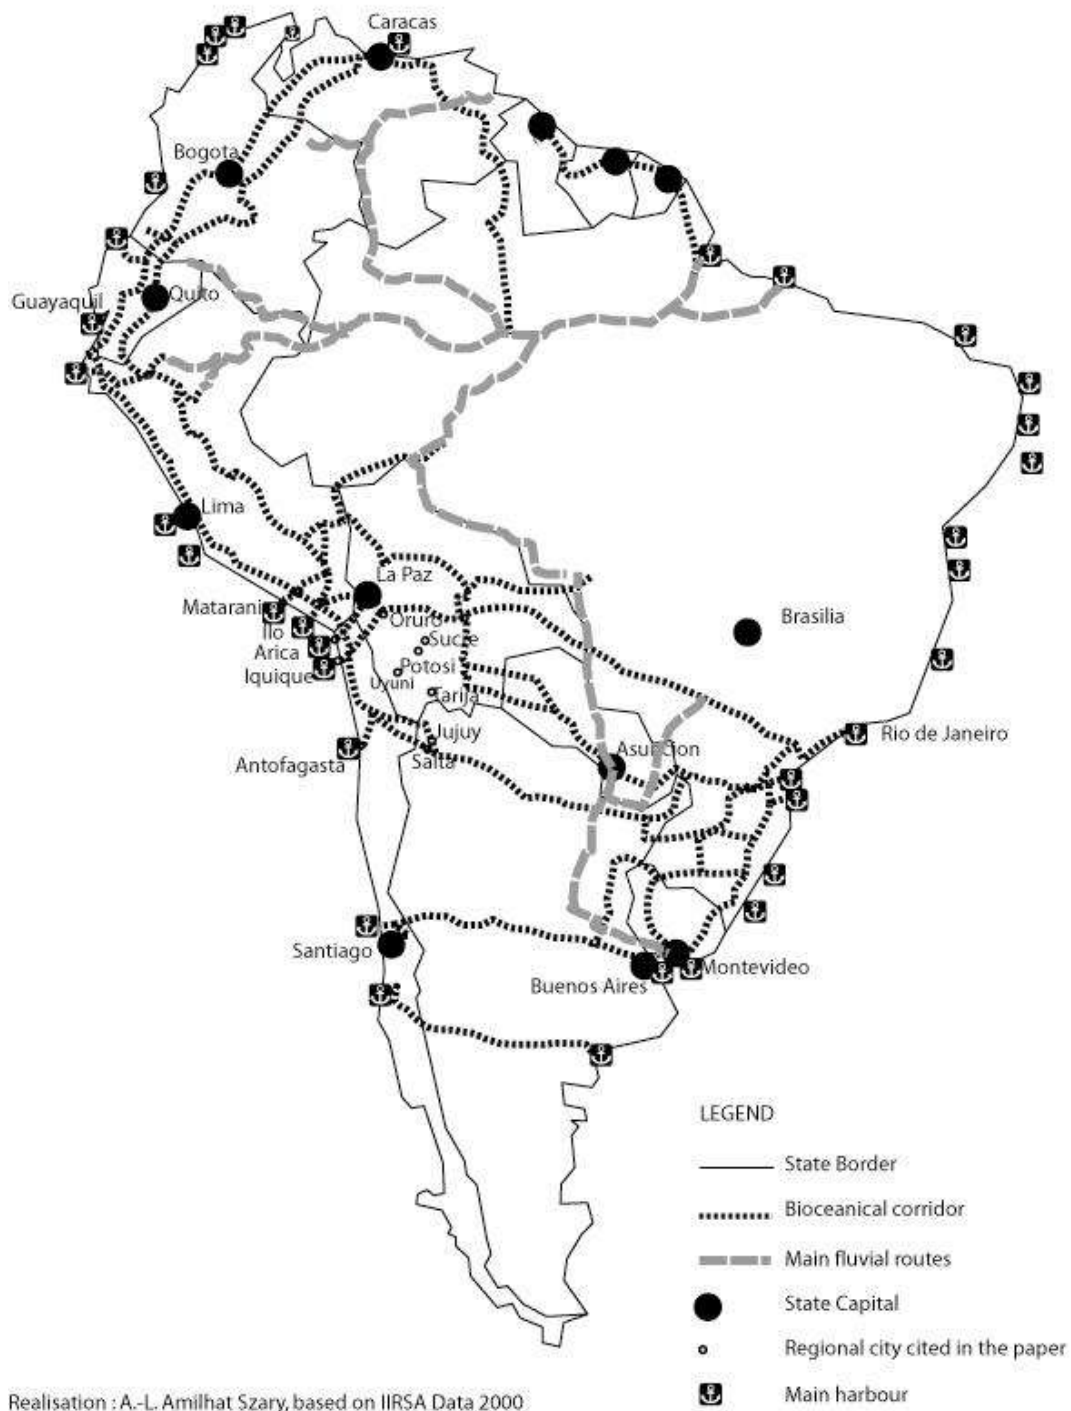 Caracas
Bogota
Quito
Guayaquil
Lima
La Paz
Matarani
Oruro
Ilo
Sucre
Arica
Potosi
Iquique
Uyuni
Tarija
Brasilia
Jujuy
Salta
Antofagasta
Asuncion
Rio de Janeiro
Santiago
Montevideo
Buenos Aires
LEGEND
State Border
Bioceanical corridor
Main fluvial routes
State Capital
Regional city cited in the paper
Main harbour
Realisation : A.-L. Amilhat Szary, based on IIRSA Data 2000